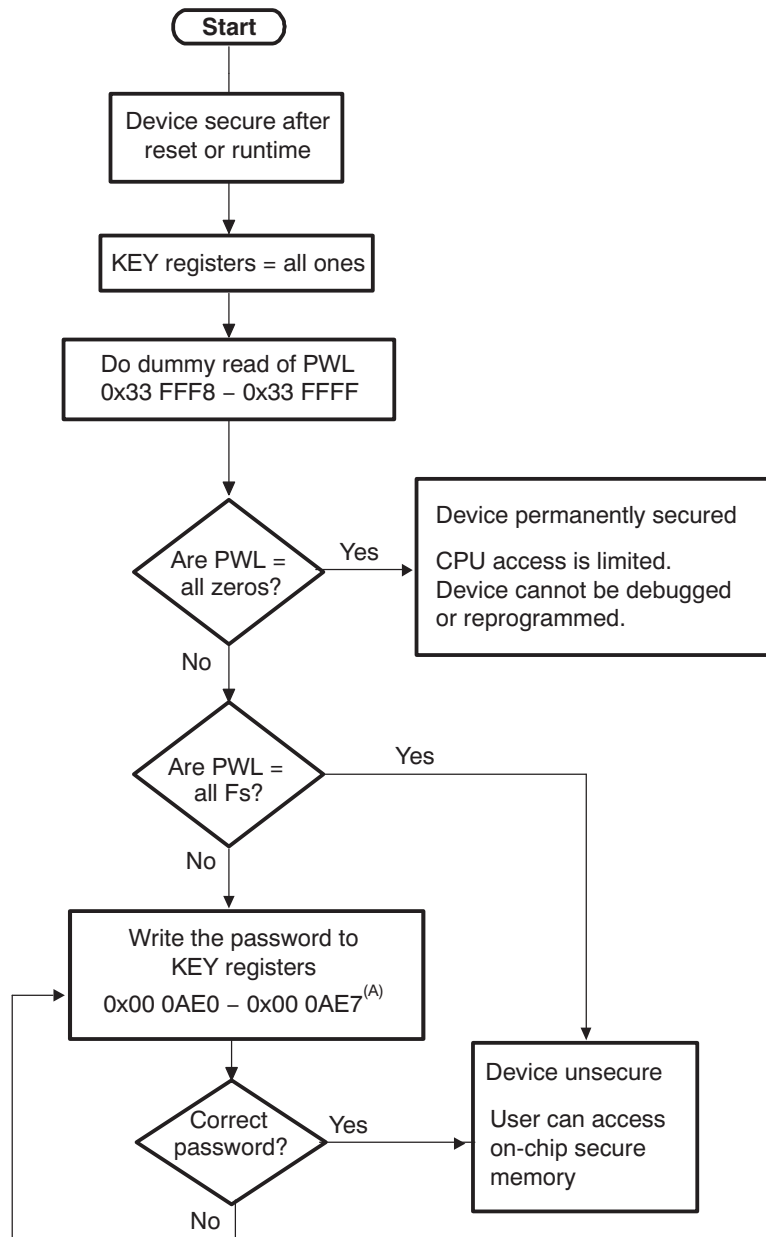 Start
Device secure after
reset or runtime
KEY registers = all ones
Do dummy read of PWL
0x33 FFF8 – 0x33 FFFF
Are PWL =
all zeros?
Yes
Device permanently secured
CPU access is limited.
Device cannot be debugged
or reprogrammed.
No
Are PWL =
all Fs?
Yes
No
Write the password to
KEY registers
0x00 0AE0 – 0x00 0AE7(A)
Correct
password?
Yes
Device unsecure
User can access
on-chip secure
memory
No